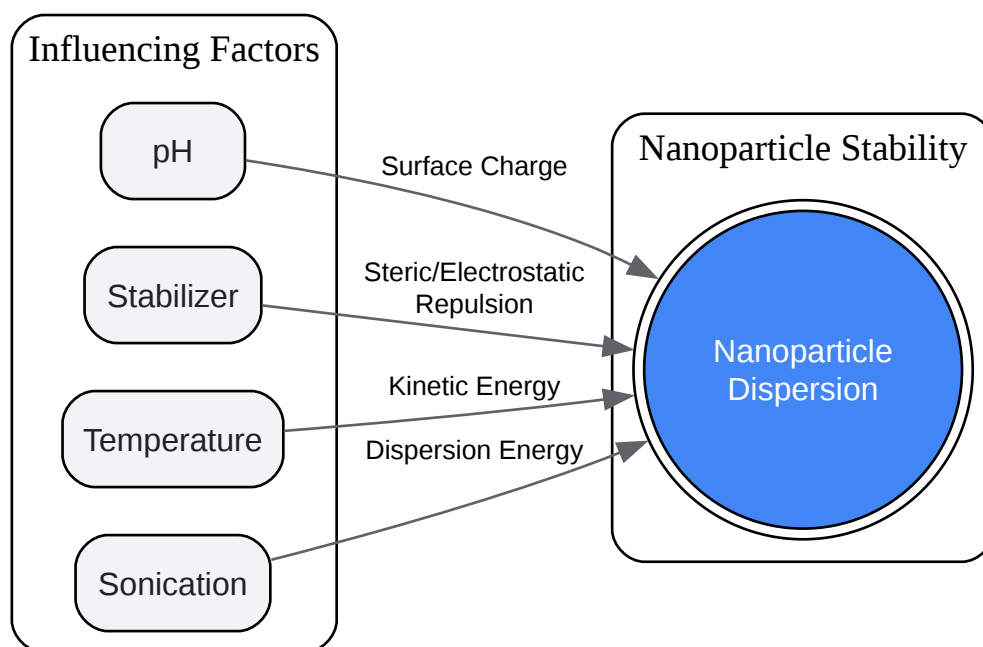 Influencing Factors
pH
Stabilizer
Temperature
Sonication
Surface Charge
Steric/Electrostatic
Repulsion
Kinetic Energy
Dispersion Energy
Nanoparticle Stability
Nanoparticle
Dispersion